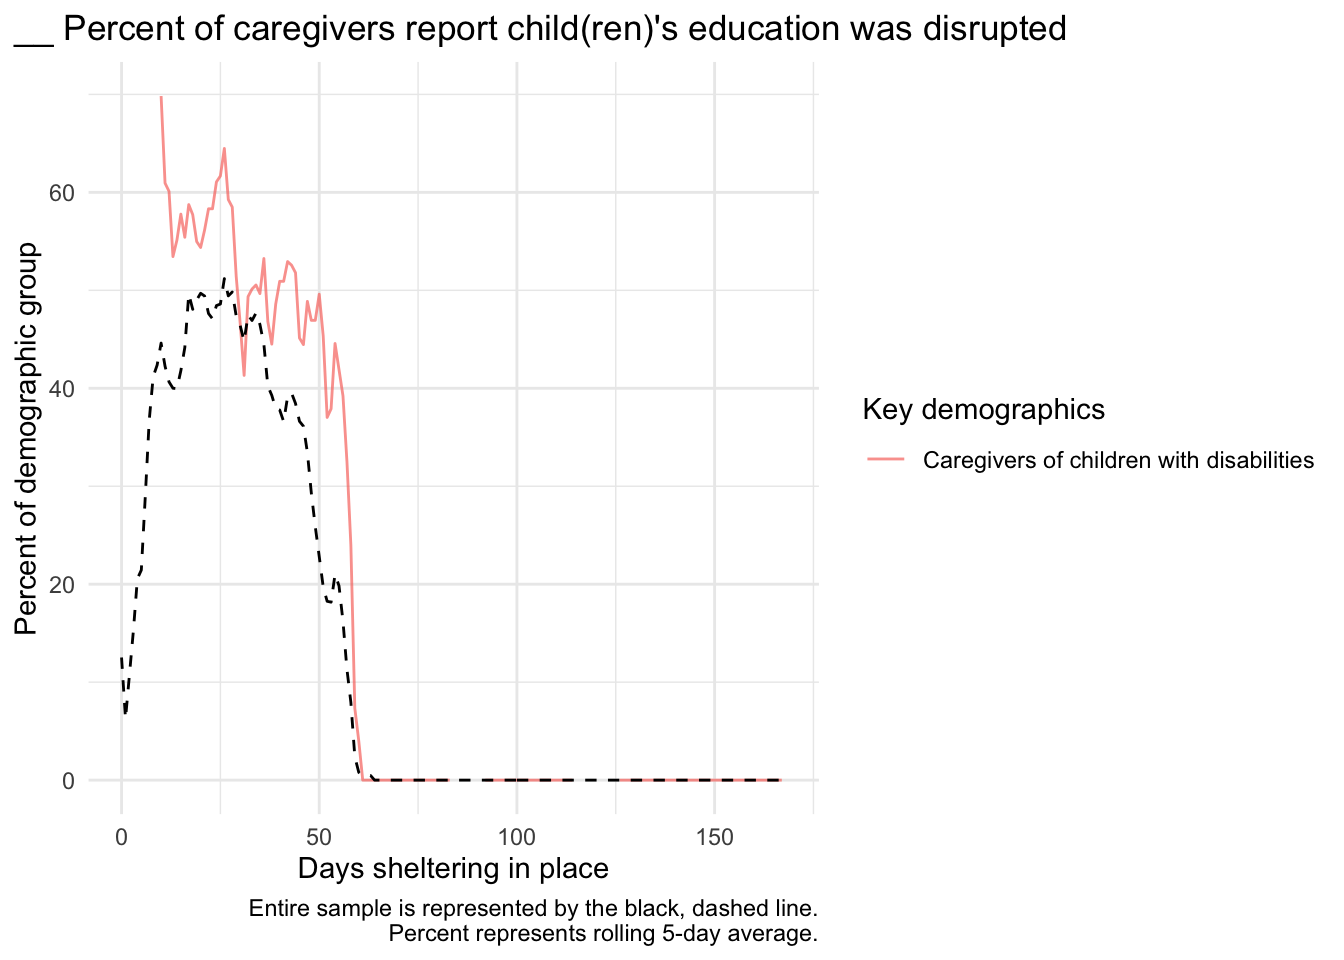 __ Percent of caregivers report child(ren)'s education was disrupted
Percent of demographic group
60
40
20
0
0 50 100 150
Days sheltering in place
Key demographics
Caregivers of children with disabilities
Entire sample is represented by the black, dashed line.
Percent represents rolling 5-day average.